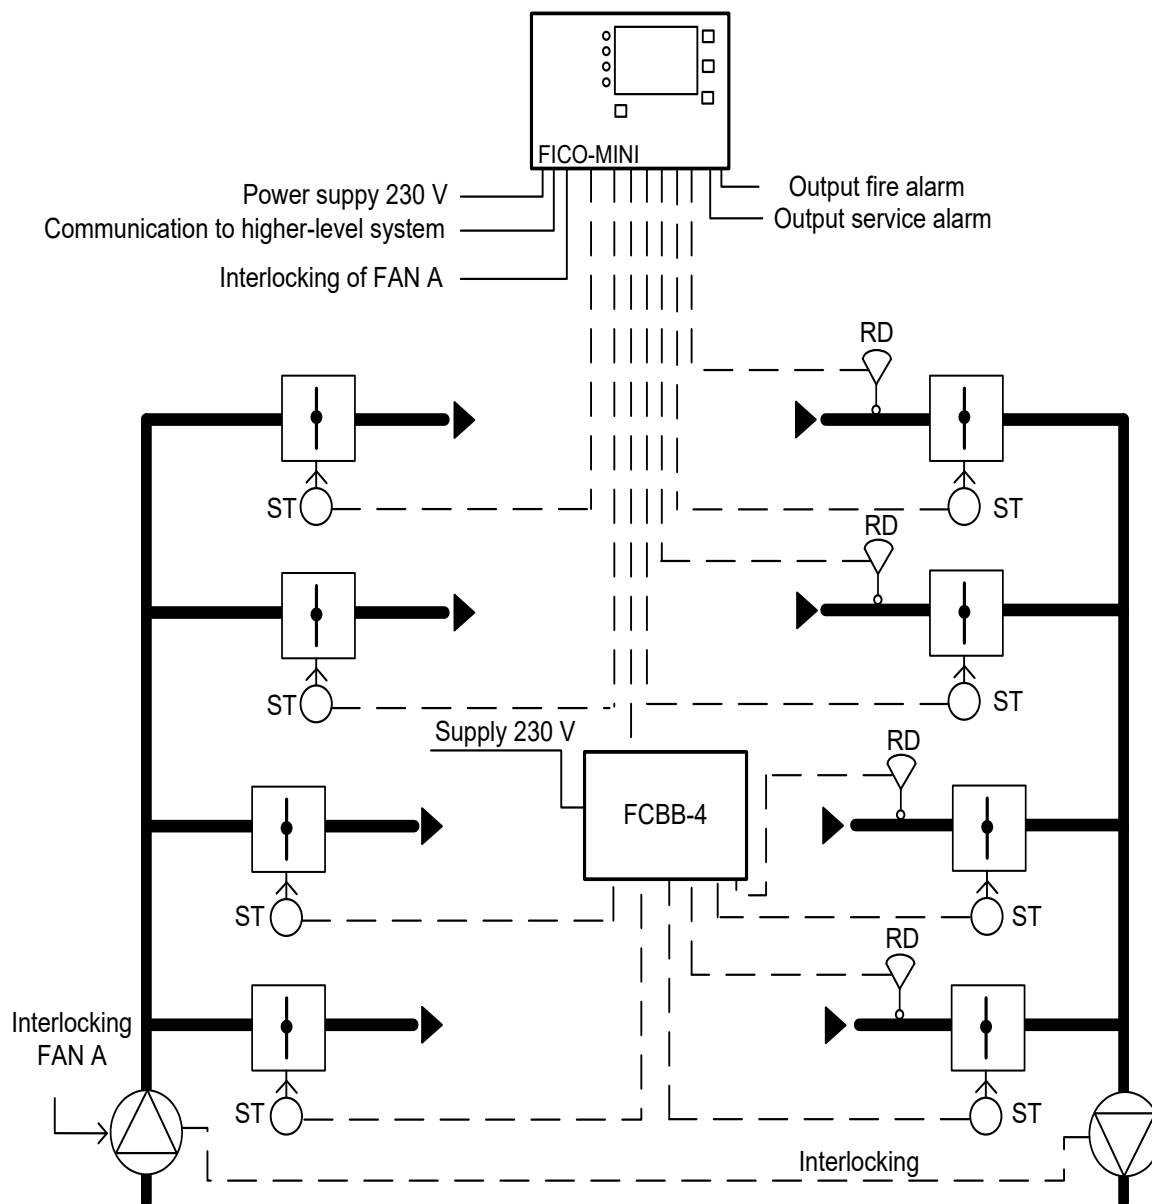 FICO-MINI
Power suppy 230 V
Output fire alarm
Communication to higher-level system
Output service alarm
Interlocking of FAN A
RD
ST
ST
RD
ST
ST
Supply 230 V
RD
FCBB-4
ST
ST
RD
Interlocking
FAN A
ST
ST
Interlocking